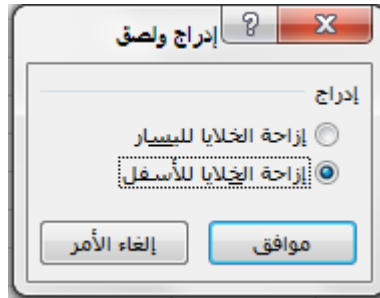 إدراج ولصق
إدراج
إزاحة الخلايا لليسار
إزاحة الخلايا للأسفل
موافق
إلغاء الأمر